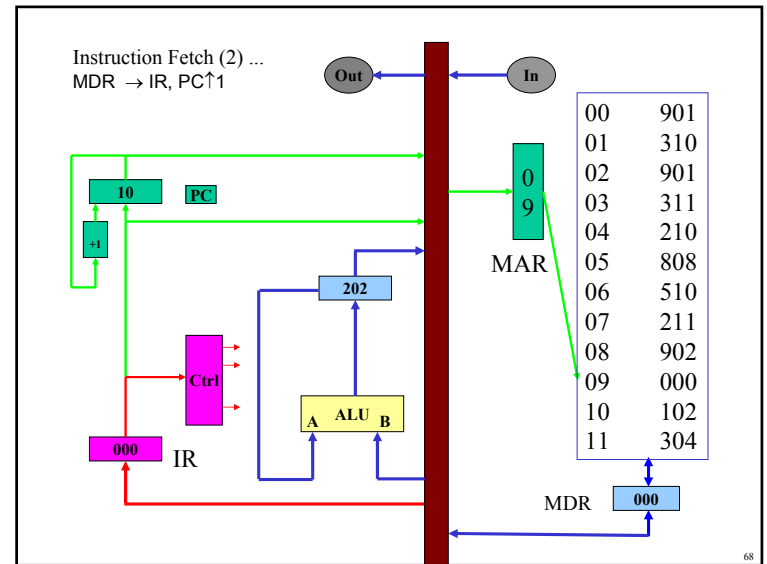 Instruction Fetch (2) ...
MDR → IR, PC↑1
Out
In
00 901
01 310
02 901
03 311
04 210
05 808
06 510
07 211
08 902
09 000
10 102
11 304
0
9
MAR
10
PC
+1
202
Ctrl
ALU
A B
000
IR
MDR
000
68